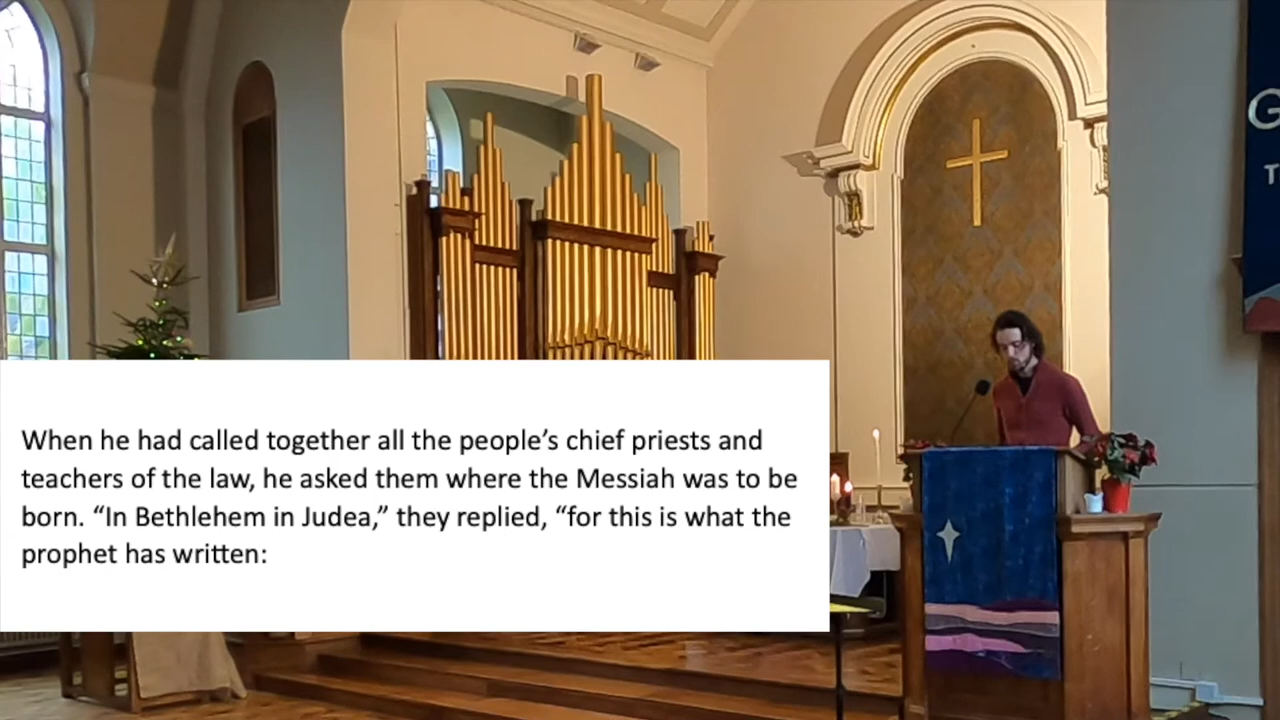 When he had called together all the people’s chief priests and
teachers of the law, he asked them where the Messiah was to be
born. “In Bethlehem in Judea,” they replied, “for this is what the
prophet has written: